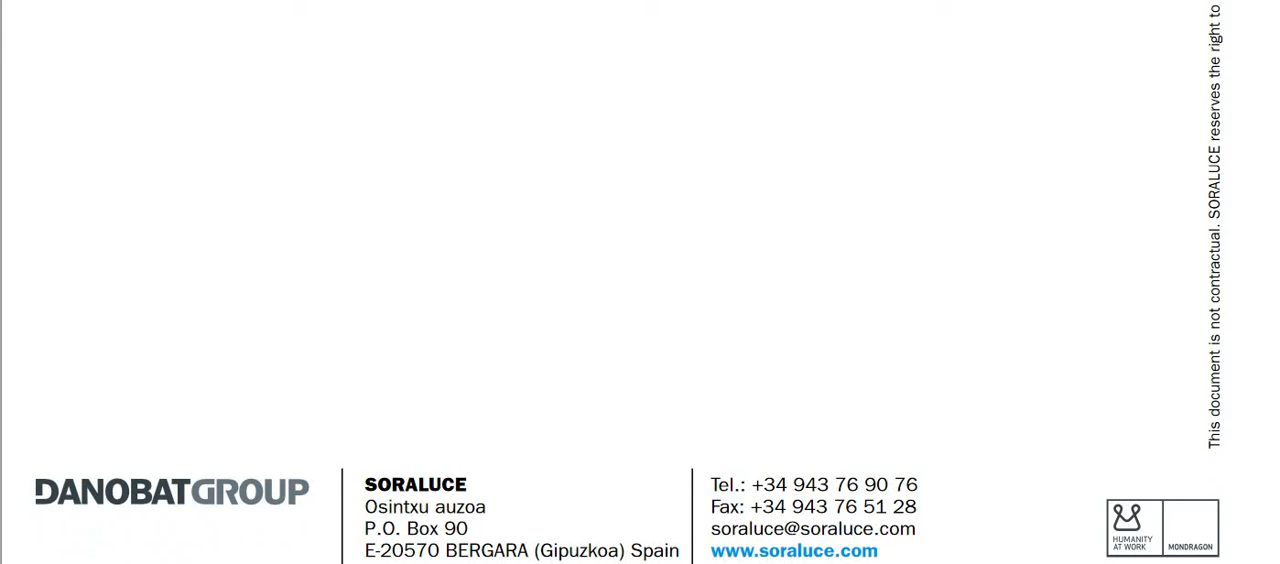 This document is not contractual. SORALUCE reserves the right to
DANOBATGROUP
SORALUCE
Osintxu auzoa
P.O. Box 90
E-20570 BERGARA (Gipuzkoa) Spain
Tel.: +34 943 76 90 76
Fax: +34 943 76 51 28
soraluce@soraluce.com
www.soraluce.com
HUMANITY
AT WORK
MONDRAGON